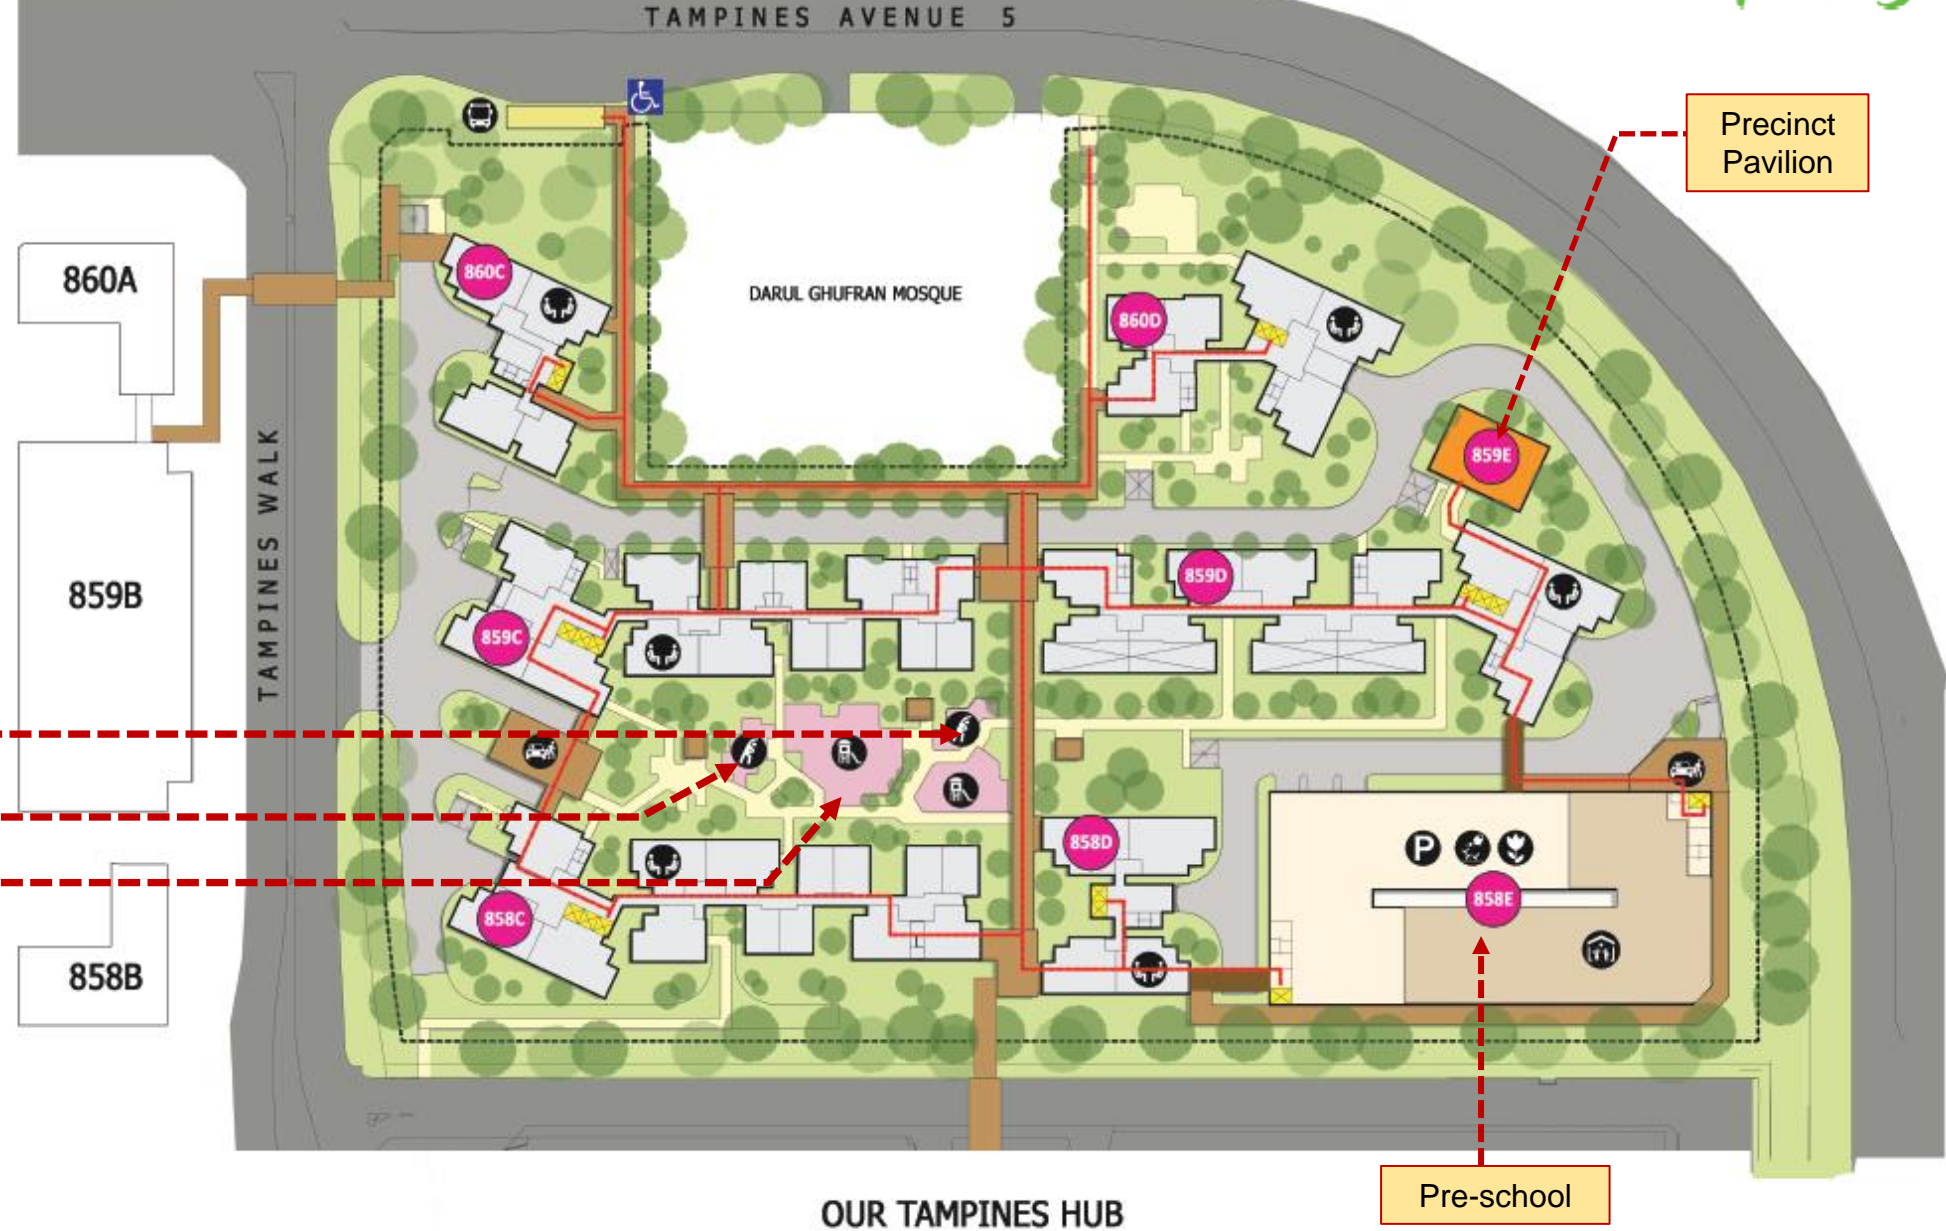 TAMPINES AVENUE 5
Precinct
Pavilion
860A
860C
DARUL GHUFRAN MOSQUE
860D
859E
TAMPINES WALK
859B
859C
859D
858D
P
858C
858E
858B
Pre-school
OUR TAMPINES HUB